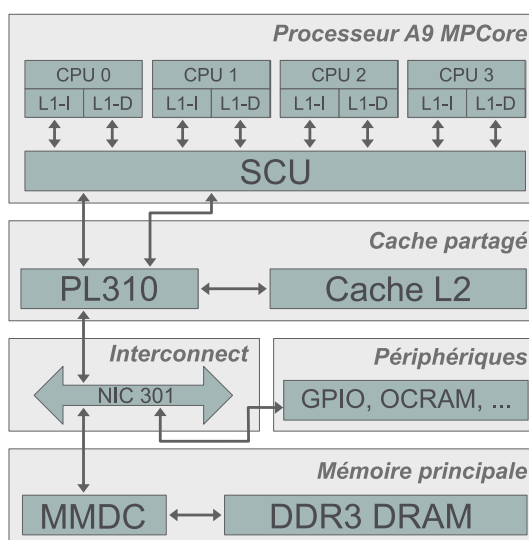 Processeur A9 MPCore
CPU 0
CPU 1
CPU 2
CPU 3
L1-I
L1-D
L1-I
L1-D
L1-I
L1-D
L1-I
L1-D
SCU
Cache partagé
PL310
Cache L2
Interconnect
Périphériques
NIC 301
GPIO, OCRAM, ...
Mémoire principale
MMDC
DDR3 DRAM